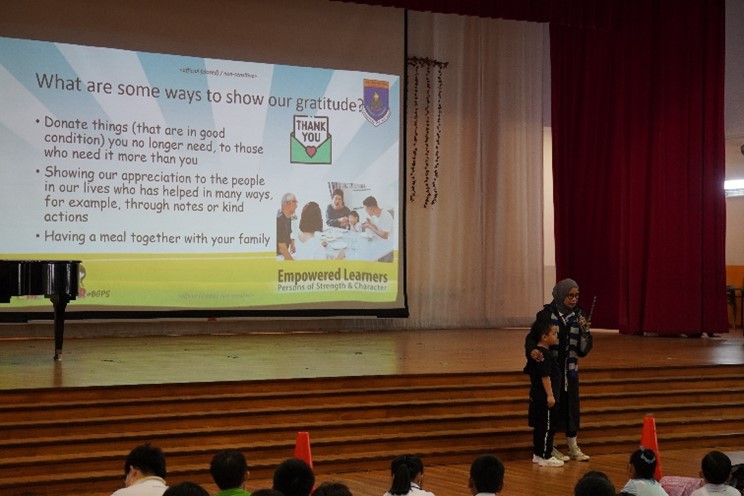 What are some ways to show our gratitude?
THANK
YOU
• Donate things (that are in good
condition) you no longer need, to those
who need it more than you
• Showing our appreciation to the people
in our lives who has helped in many ways,
for example, through notes or kind
actions
• Having a meal together with your family
Empowered Learners
Persons of Strength & Character
#BGPS